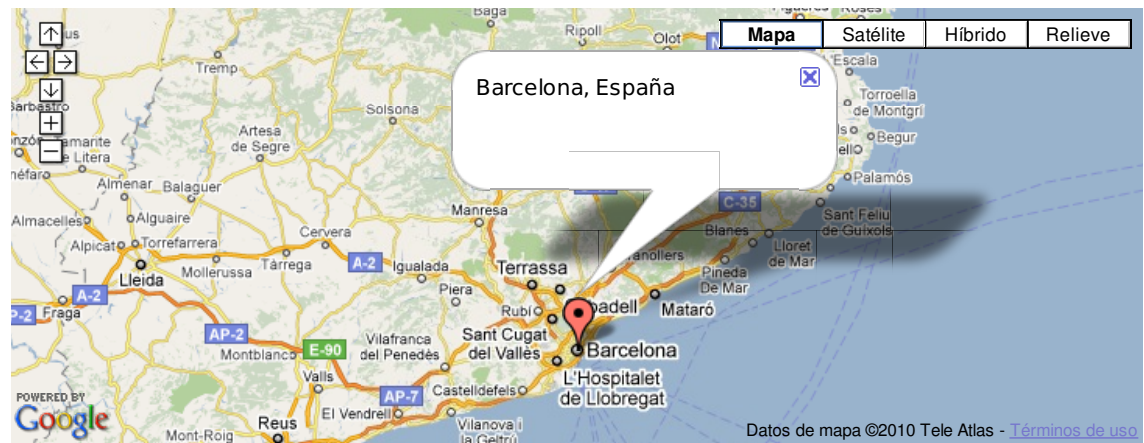 Baga
Ripoll
Olot
Mapa
Satélite
Híbrido
Relieve
Tremp
Escala
Barcelona, España
Torroella
de Montgrí
Barbastro
Solsona
Artesa
de Segre
Begur
Tamarite
e Litera
Almenar
Balaguer
Palamós
Almacelles
Alguaire
Manresa
C-35
Sant Feliu
de Guíxols
Cervera
Blanes
Alpicat
Torrefarrera
Lloret
de Mar
Lleida
Mollerussa
Tàrrega
A-2
Igualada
Terrassa
Pineda
De Mar
Piera
A-2
Fraga
Rubí
Mataró
AP-2
Vilafranca
del Penedès
Sant Cugat
del Vallès
Montblanc
E-90
Barcelona
Valls
L'Hospitalet
de Llobregat
AP-7
Castelldefels
POWERED BY
Google
El Vendrell
Reus
Vilanova i
la Geltrú
Mont-Roig
Datos de mapa ©2010 Tele Atlas - Términos de uso